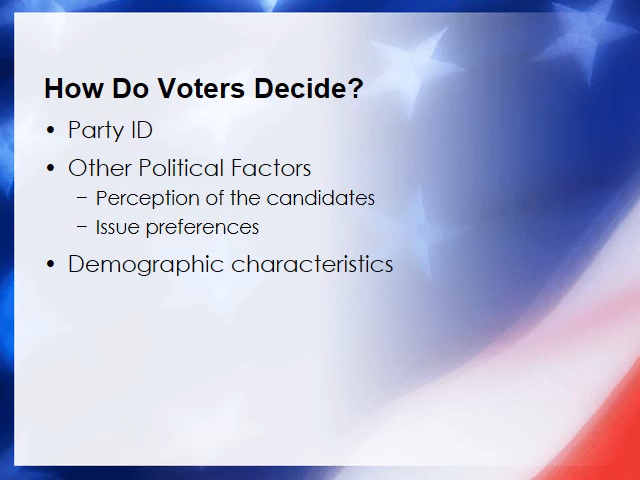 How Do Voters Decide?
• Party ID
• Other Political Factors
– Perception of the candidates
– Issue preferences
• Demographic characteristics